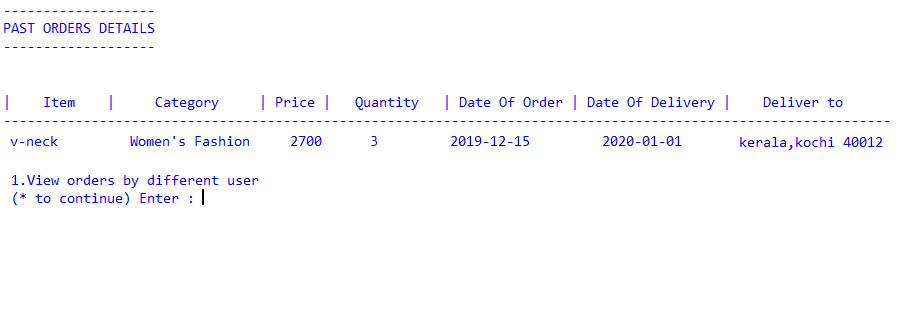 -------------------
PAST ORDERS DETAILS
-------------------
| Item | Category | Price | Quantity | Date Of Order | Date Of Delivery | Deliver to
---------------------------------------------------------------------------------------------------------------
v-neck Women's Fashion 2700 3 2019-12-15 2020-01-01 kerala,kochi 40012
1.View orders by different user
(* to continue) Enter :